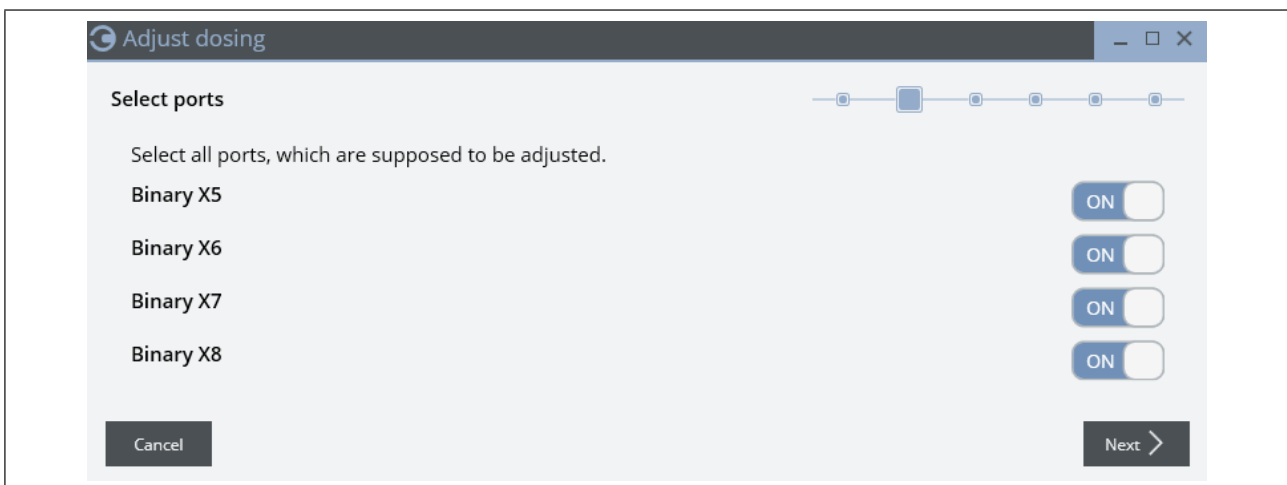 Adjust dosing
Select ports
Select all ports, which are supposed to be adjusted.
Binary X5
ON
Binary X6
ON
Binary X7
ON
Binary X8
ON
Cancel
Next